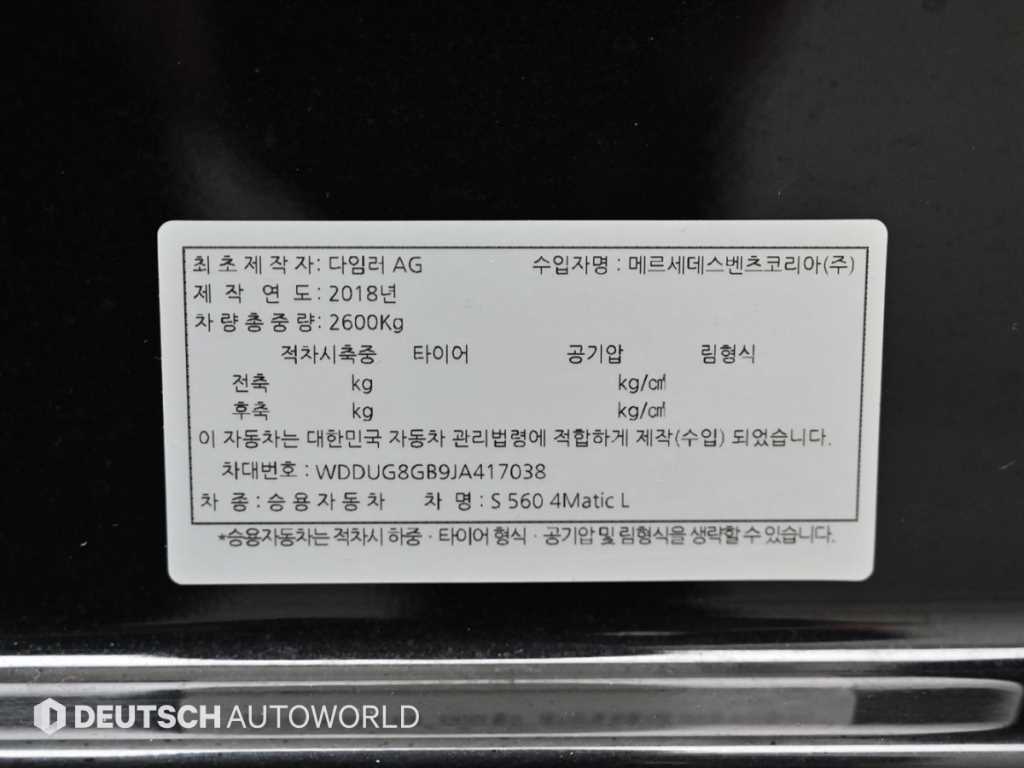 최초제작자: 다임러 AG 수입자명 : 메르세데스벤츠코리아(주)
제 작 연 도: 2018년
차량총중량: 2600Kg
적차시축중 타이어 공기압 림형식
전축 kg kg/㎠
후축 kg kg/㎠
이 자동차는 대한민국 자동차 관리법령에 적합하게 제작(수입) 되었습니다.
차대번호 : WDDUG8GB9JA417038
차 종 : 승용자동차 차 명 : S 560 4Matic L
*승용자동차는 적차시 하중 · 타이어 형식 · 공기압 및 림형식을 생략할 수 있습니다.
DEUTSCH AUTOWORLD